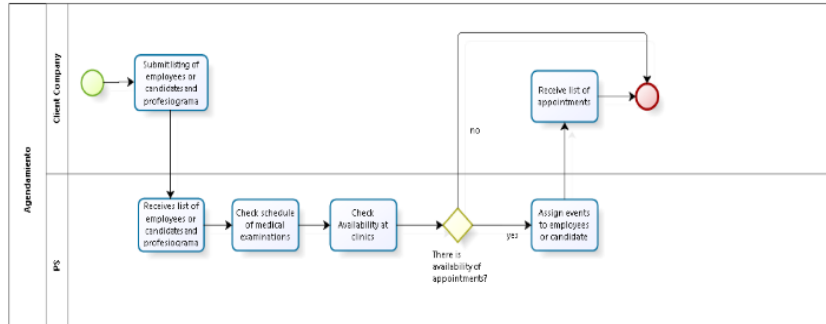 Agendamiento
Client Company
Submit listing of
employees or
candidates and
profesiograma
Receive list of
appointments
no
PS
Receives list of
employees or
candidates and
profesiograma
Check schedule
of medical
examinations
Check
Availability at
clinics
There is
availability of
appointments?
yes
Assign events
to employees
or candidate